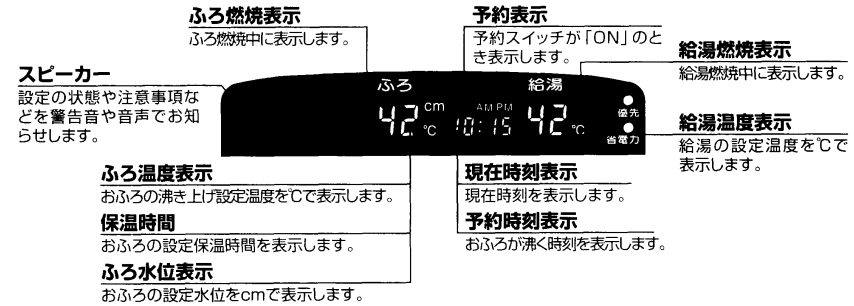 ふろ燃焼表示
ふろ燃焼中に表示します。
予約表示
予約スイッチが「ON」のと
き表示します。
給湯燃焼表示
給湯燃焼中に表示します。
スピーカー
設定の状態や注意事項な
どを警告音や音声でお知
らせします。
ふろ
給湯
42 cm ℃
AM PM
10:15
42 ℃
優先
省電力
給湯温度表示
給湯の設定温度を℃で
表示します。
ふろ温度表示
おふろの沸き上げ設定温度を℃で表示します。
保温時間
おふろの設定保温時間を表示します。
ふろ水位表示
おふろの設定水位をcmで表示します。
現在時刻表示
現在時刻を表示します。
予約時刻表示
おふろが沸く時刻を表示します。